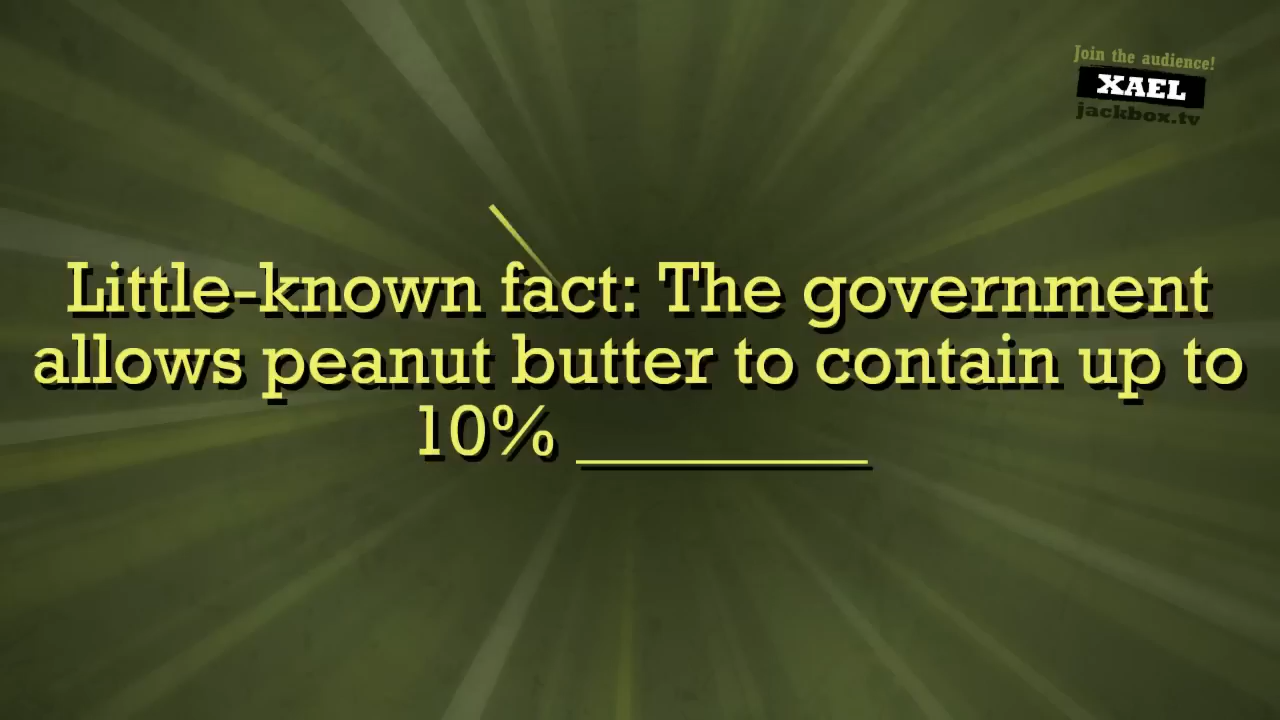 Join the audience!
XAEL
jackbox.tv
Little-known fact: The government
allows peanut butter to contain up to
10% ________